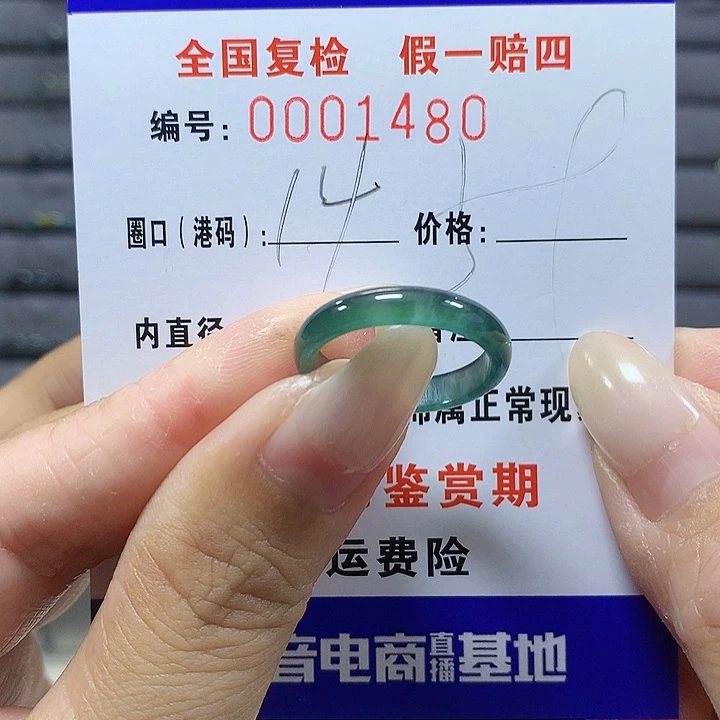 全国复检 假一赔四
编号: 0001480
圈口(港码): 14 价格:
内直径
属正常现
鉴赏期
运费险
音电商直播基地